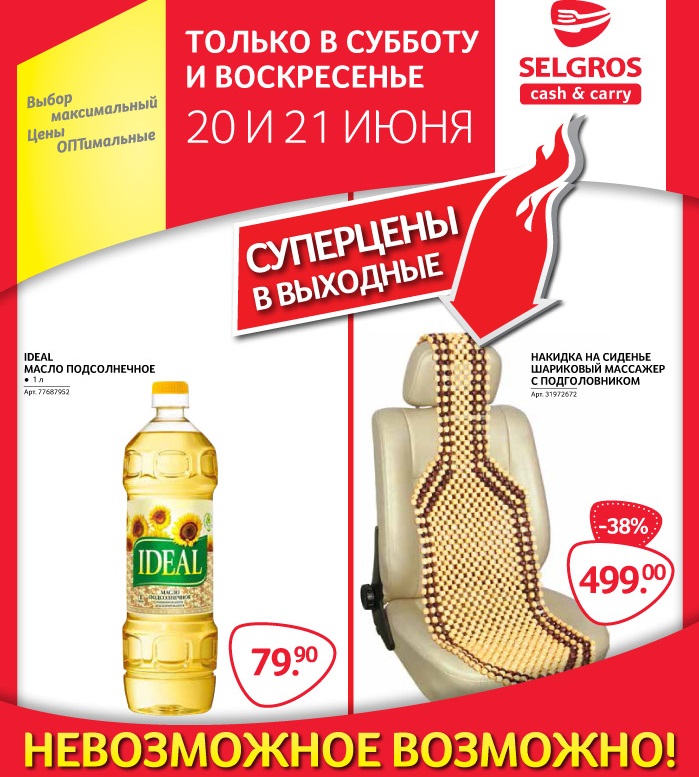 ТОЛЬКО В СУББОТУ
И ВОСКРЕСЕНЬЕ
20 И 21 ИЮНЯ
SELGROS
cash & carry
Выбор
максимальный
Цены
ОПТимальные
СУПЕРЦЕНЫ
В ВЫХОДНЫЕ
IDEAL
МАСЛО ПОДСОЛНЕЧНОЕ
• 1 л
Арт. 77687952
IDEAL
МАСЛО
ПОДСОЛНЕЧНОЕ
79.90
НАКИДКА НА СИДЕНЬЕ
ШАРИКОВЫЙ МАССАЖЕР
С ПОДГОЛОВНИКОМ
Арт. 31972672
-38%
499.00
НЕВОЗМОЖНОЕ ВОЗМОЖНО!